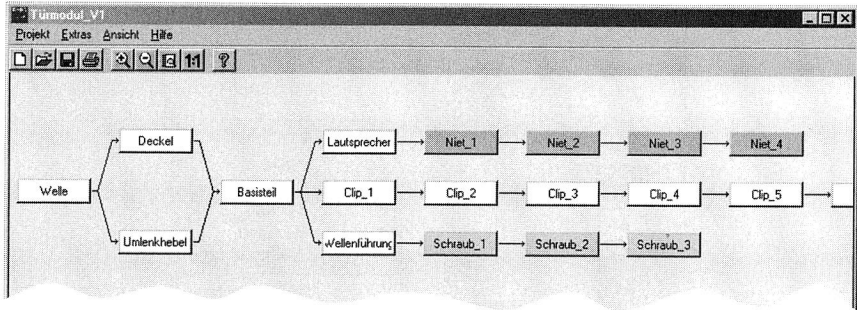 Türmodul_V1
Projekt Extras Ansicht Hilfe
1:1 ?
Deckel
Lautsprecher Niet_1 Niet_2 Niet_3 Niet_4
Welle Basisteil Clip_1 Clip_2 Clip_3 Clip_4 Clip_5
Umlenkhebel Wellenführung Schraub_1 Schraub_2 Schraub_3